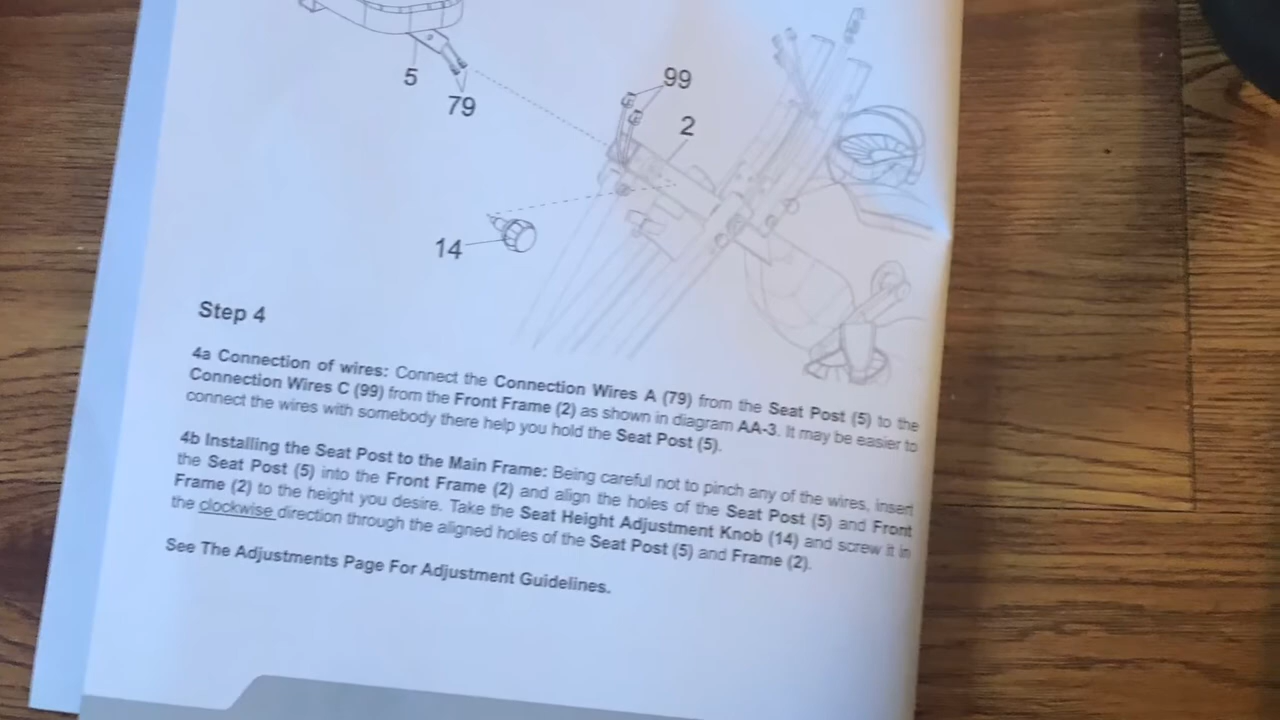 5
79
99
2
14
Step 4
4a Connection of wires: Connect the Connection Wires A (79) from the Seat Post (5) to the
Connection Wires C (99) from the Front Frame (2) as shown in diagram AA-3. It may be easier to
connect the wires with somebody there help you hold the Seat Post (5).
4b Installing the Seat Post to the Main Frame: Being careful not to pinch any of the wires, insert
the Seat Post (5) into the Front Frame (2) and align the holes of the Seat Post (5) and Front
Frame (2) to the height you desire. Take the Seat Height Adjustment Knob (14) and screw it in
the clockwise direction through the aligned holes of the Seat Post (5) and Frame (2).
See The Adjustments Page For Adjustment Guidelines.